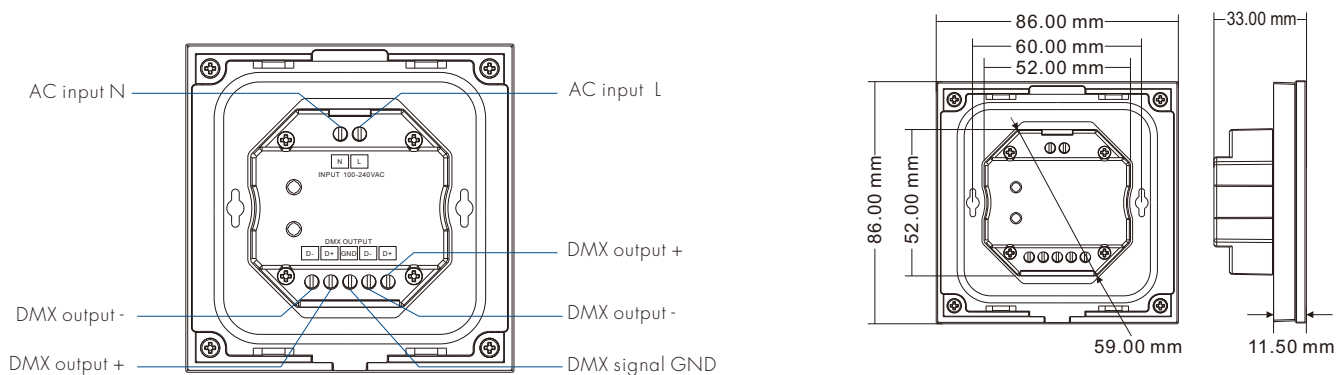 AC input N
AC input L
N L
INPUT 100-240VAC
DMX OUTPUT
D- D+ GND D- D+
DMX output +
DMX output -
DMX output -
DMX output +
DMX signal GND
86.00 mm
60.00 mm
52.00 mm
33.00 mm
86.00 mm
52.00 mm
59.00 mm
11.50 mm